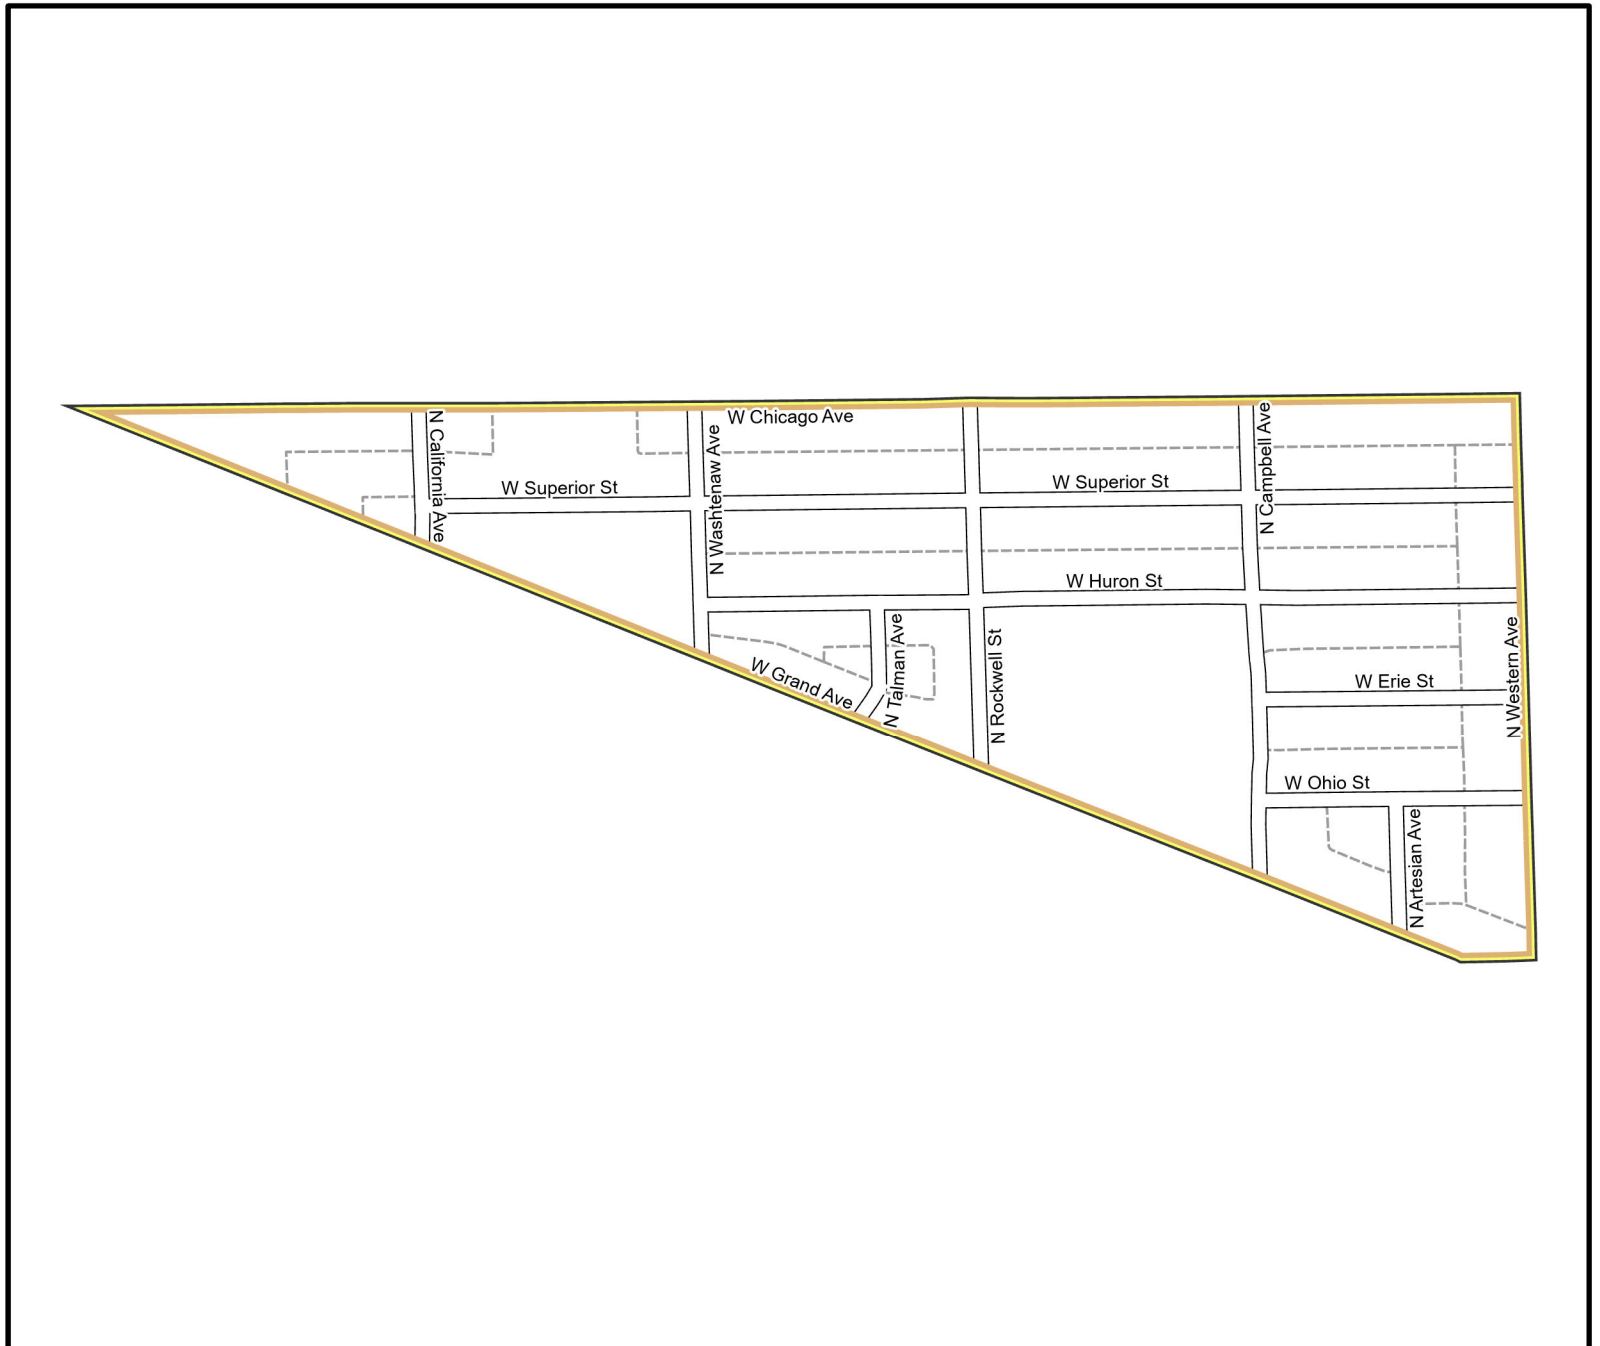 W Chicago Ave
N California Ave
N Washtenaw Ave
N Campbell Ave
W Superior St
W Superior St
W Huron St
N Talman Ave
N Rockwell St
N Western Ave
W Grand Ave
W Erie St
W Ohio St
N Artesian Ave